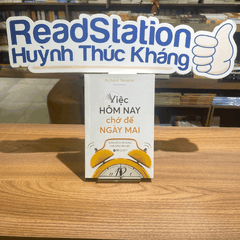 ReadStation
Huỳnh Thúc Kháng
Việc
HÔM NAY
chớ để
NGÀY MAI